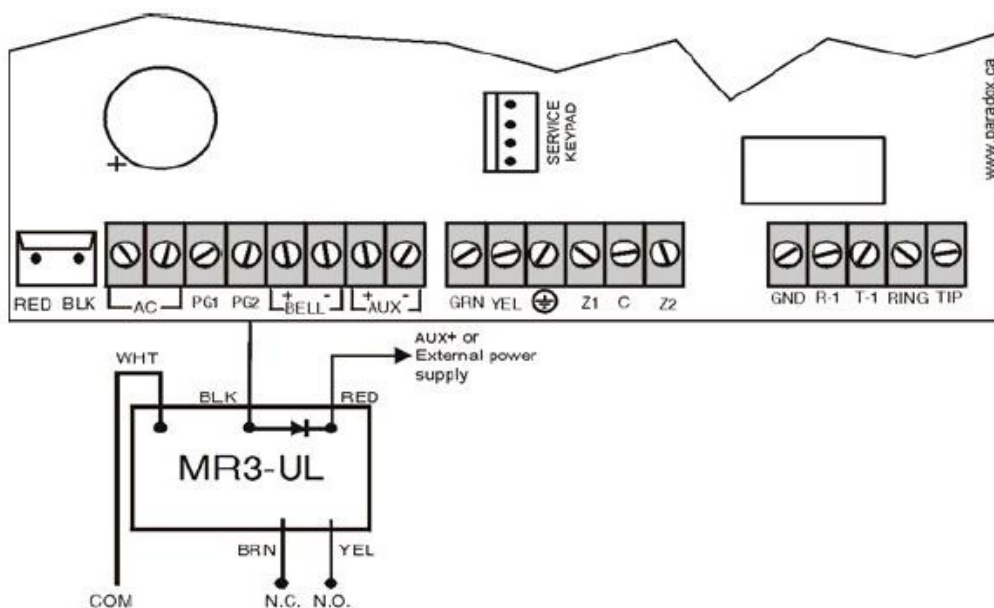 www.paradox.ca
SERVICE
KEYPAD
+
RED BLK AC PG1 PG2 + BELL - + AUX - GRN YEL Z1 C Z2 GND R-1 T-1 RING TIP
AUX+ or
External power
supply
WHT
BLK RED
MR3-UL
BRN YEL
COM N.C. N.O.